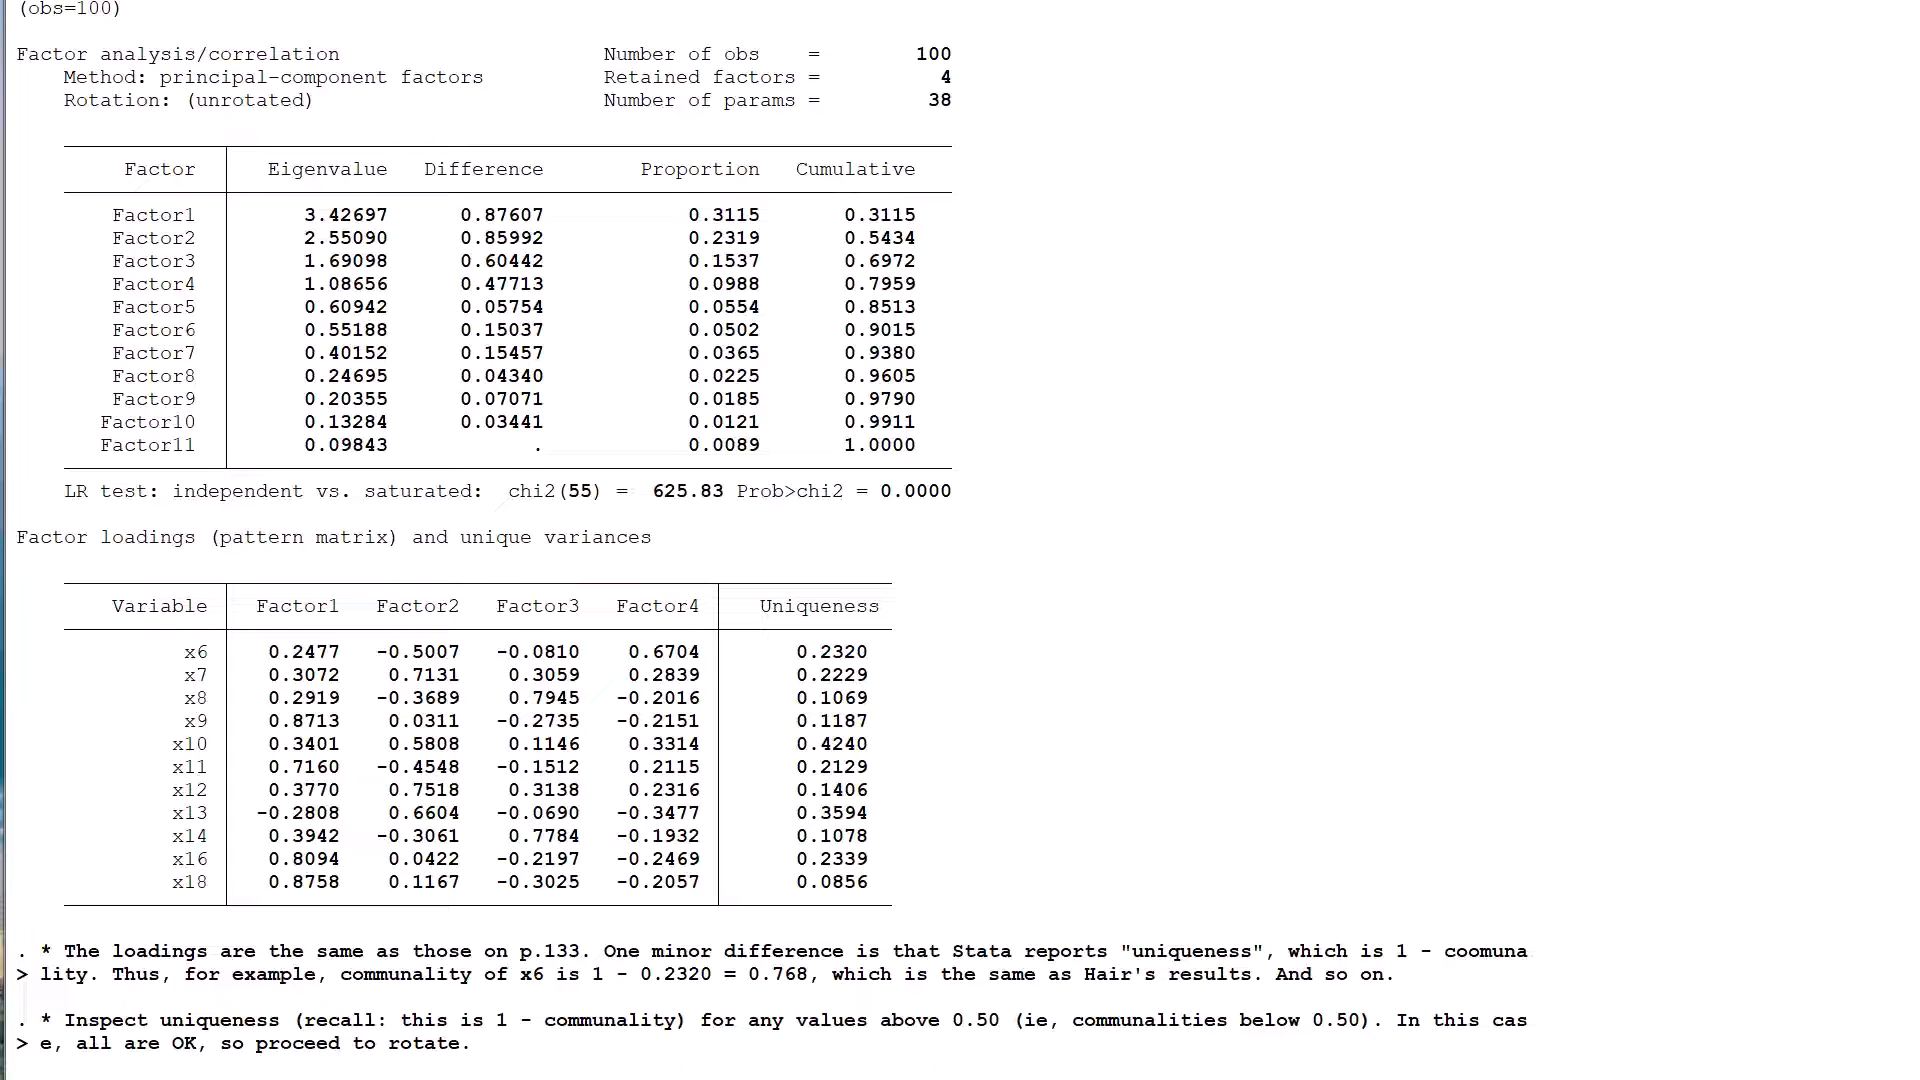 (obs=100)
Factor analysis/correlation Number of obs = 100
Method: principal-component factors Retained factors = 4
Rotation: (unrotated) Number of params = 38
Factor Eigenvalue Difference Proportion Cumulative
Factor1 3.42697 0.87607 0.3115 0.3115
Factor2 2.55090 0.85992 0.2319 0.5434
Factor3 1.69098 0.60442 0.1537 0.6972
Factor4 1.08656 0.47713 0.0988 0.7959
Factor5 0.60942 0.05754 0.0554 0.8513
Factor6 0.55188 0.15037 0.0502 0.9015
Factor7 0.40152 0.15457 0.0365 0.9380
Factor8 0.24695 0.04340 0.0225 0.9605
Factor9 0.20355 0.07071 0.0185 0.9790
Factor10 0.13284 0.03441 0.0121 0.9911
Factor11 0.09843 . 0.0089 1.0000
LR test: independent vs. saturated: chi2(55) = 625.83 Prob>chi2 = 0.0000
Factor loadings (pattern matrix) and unique variances
Variable Factor1 Factor2 Factor3 Factor4 Uniqueness
x6 0.2477 -0.5007 -0.0810 0.6704 0.2320
x7 0.3072 0.7131 0.3059 0.2839 0.2229
x8 0.2919 -0.3689 0.7945 -0.2016 0.1069
x9 0.8713 0.0311 -0.2735 -0.2151 0.1187
x10 0.3401 0.5808 0.1146 0.3314 0.4240
x11 0.7160 -0.4548 -0.1512 0.2115 0.2129
x12 0.3770 0.7518 0.3138 0.2316 0.1406
x13 -0.2808 0.6604 -0.0690 -0.3477 0.3594
x14 0.3942 -0.3061 0.7784 -0.1932 0.1078
x16 0.8094 0.0422 -0.2197 -0.2469 0.2339
x18 0.8758 0.1167 -0.3025 -0.2057 0.0856
. * The loadings are the same as those on p.133. One minor difference is that Stata reports "uniqueness", which is 1 - coomuna
> lity. Thus, for example, communality of x6 is 1 - 0.2320 = 0.768, which is the same as Hair's results. And so on.
. * Inspect uniqueness (recall: this is 1 - communality) for any values above 0.50 (ie, communalities below 0.50). In this cas
> e, all are OK, so proceed to rotate.